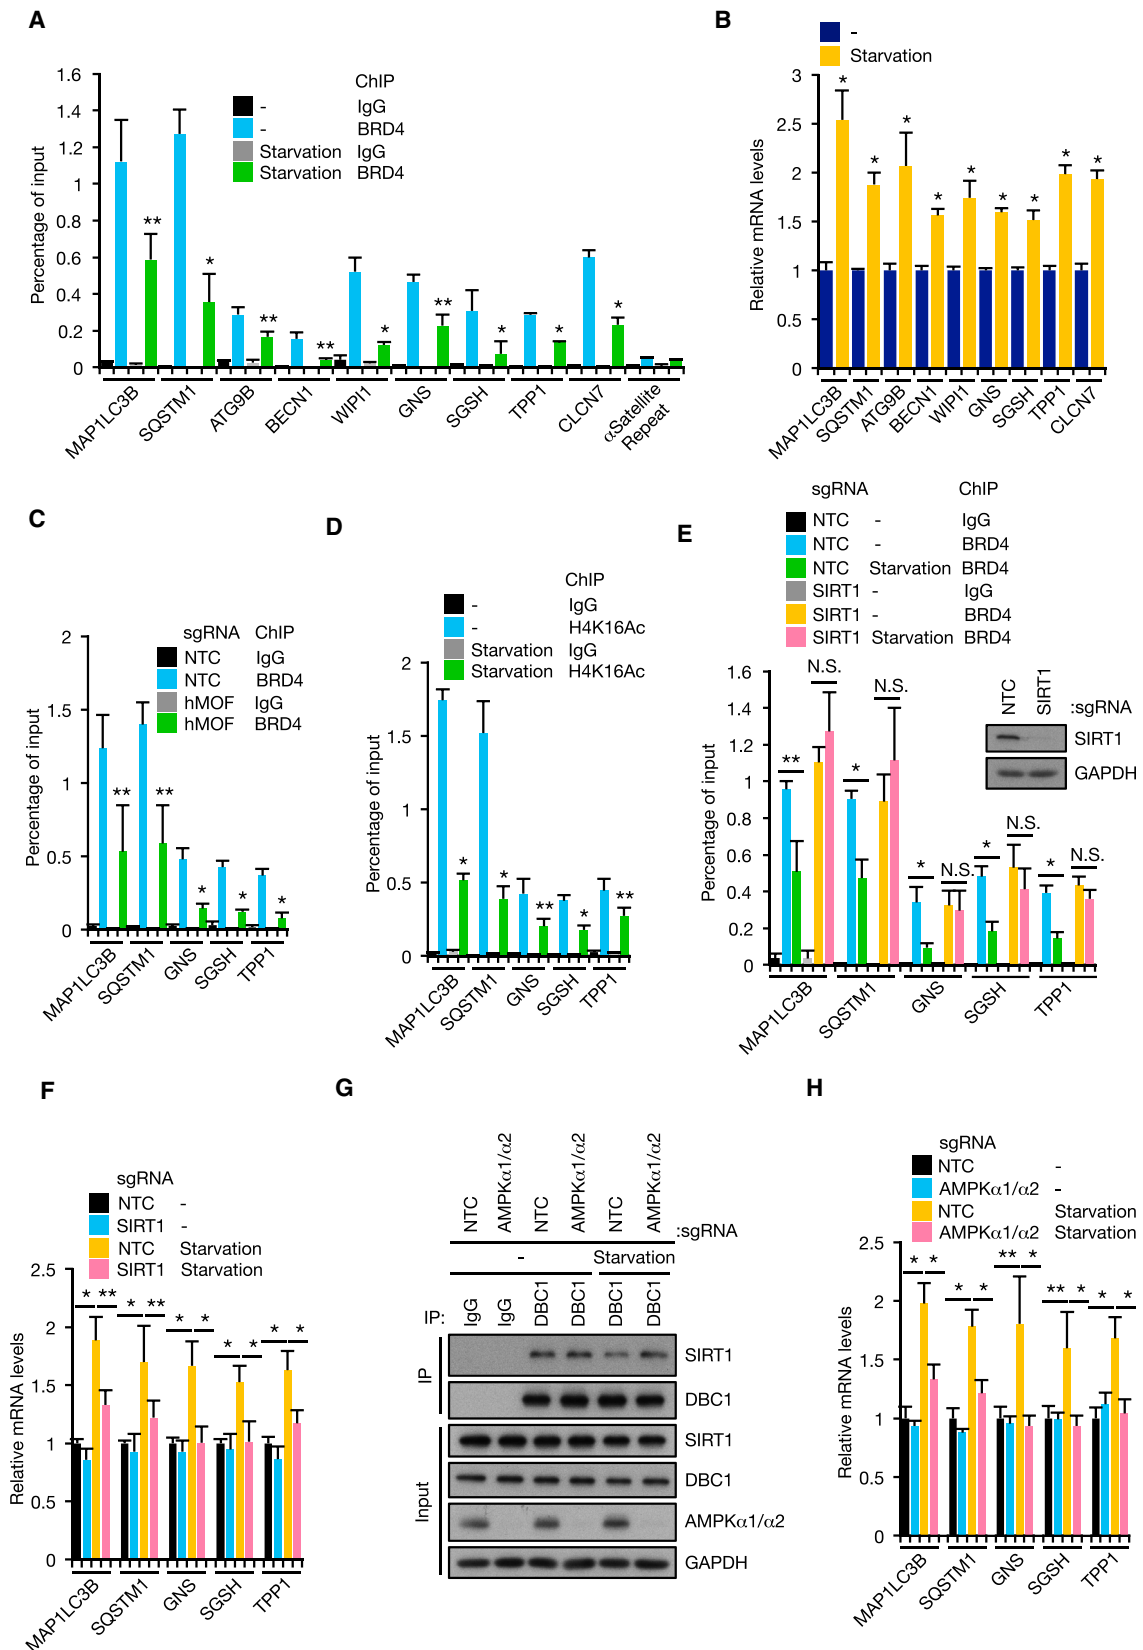 A
ChIP
- IgG
- BRD4
Starvation IgG
Starvation BRD4
Percentage of input
1.6
1.4
1.2
1
0.8
0.6
0.4
0.2
0
** * ** ** * ** * * *
MAP1LC3B SQSTM1 ATG9B BECN1 WIPI1 GNS SGSH TPP1 CLCN7 αSatellite Repeat
B
-
Starvation
Relative mRNA levels
3
2.5
2
1.5
1
0.5
0
* * * * * * * * *
MAP1LC3B SQSTM1 ATG9B BECN1 WIPI1 GNS SGSH TPP1 CLCN7
C
sgRNA ChIP
NTC IgG
NTC BRD4
hMOF IgG
hMOF BRD4
Percentage of input
2
1.5
1
0.5
0
** ** * * *
MAP1LC3B SQSTM1 GNS SGSH TPP1
D
ChIP
- IgG
- H4K16Ac
Starvation IgG
Starvation H4K16Ac
Percentage of input
2
1.5
1
0.5
0
* * ** * **
MAP1LC3B SQSTM1 GNS SGSH TPP1
E
sgRNA ChIP
NTC - IgG
NTC - BRD4
NTC Starvation BRD4
SIRT1 - IgG
SIRT1 - BRD4
SIRT1 Starvation BRD4
Percentage of input
1.6
1.4
1.2
1
0.8
0.6
0.4
0.2
0
** N.S. * N.S. * N.S. * N.S. * N.S.
MAP1LC3B SQSTM1 GNS SGSH TPP1
NTC SIRT1 :sgRNA
SIRT1
GAPDH
F
sgRNA
NTC -
SIRT1 -
NTC Starvation
SIRT1 Starvation
Relative mRNA levels
2.5
2
1.5
1
0.5
0
* ** * ** * * * * * *
MAP1LC3B SQSTM1 GNS SGSH TPP1
G
NTC AMPKα1/α2 NTC AMPKα1/α2 NTC AMPKα1/α2 :sgRNA
- Starvation
IP: IgG IgG DBC1 DBC1 DBC1 DBC1
IP
SIRT1
DBC1
Input
SIRT1
DBC1
AMPKα1/α2
GAPDH
H
sgRNA
NTC -
AMPKα1/α2 -
NTC Starvation
AMPKα1/α2 Starvation
Relative mRNA levels
2.5
2
1.5
1
0.5
0
* * * * ** * ** * * *
MAP1LC3B SQSTM1 GNS SGSH TPP1